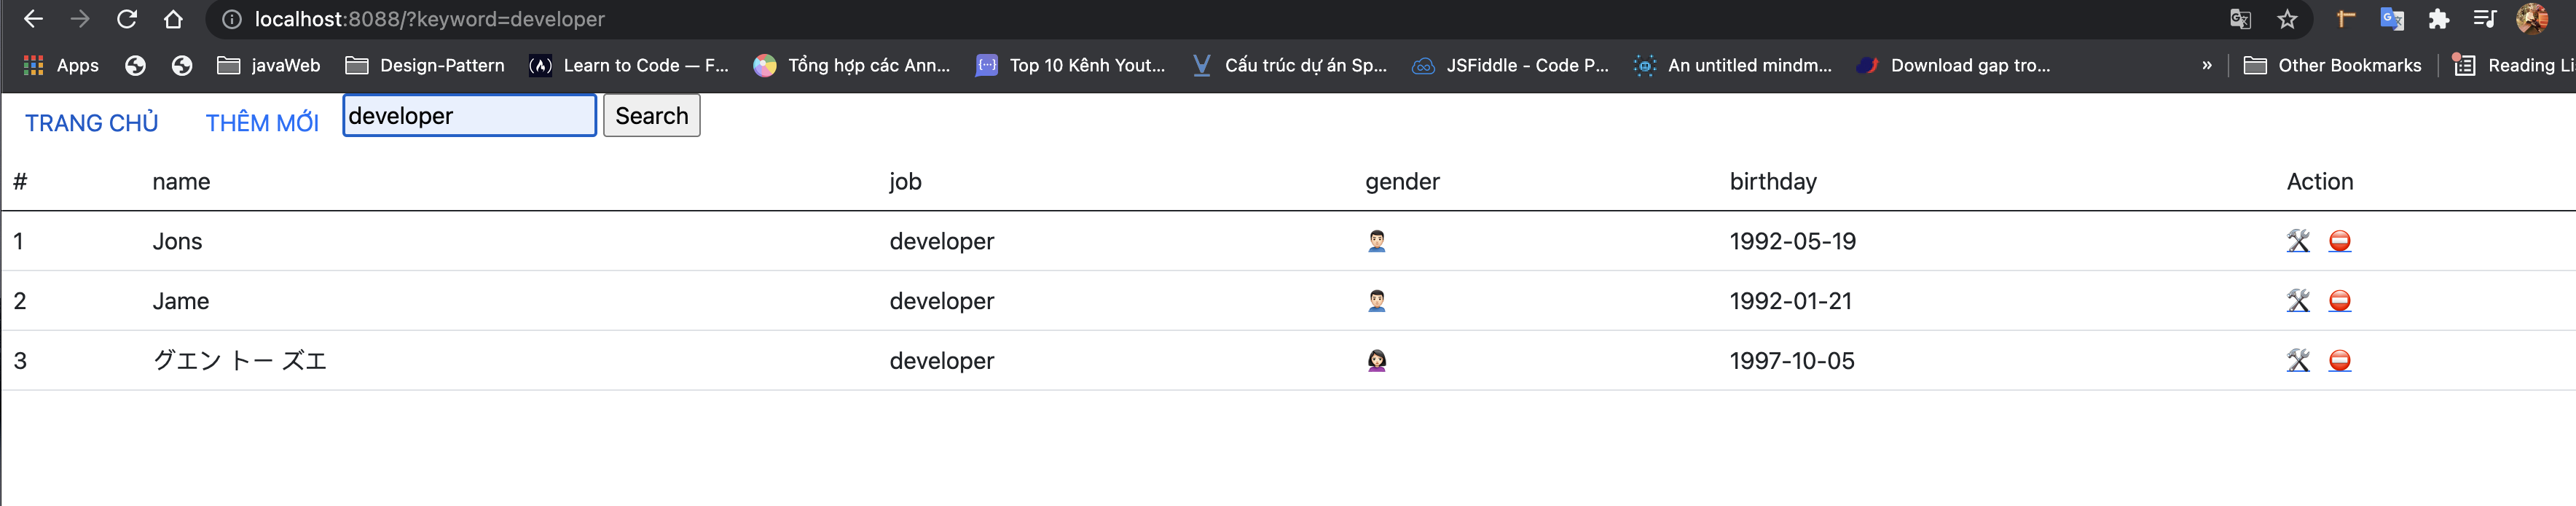 localhost:8088/?keyword=developer
Apps javaWeb Design-Pattern Learn to Code — F... Tổng hợp các Ann... Top 10 Kênh Yout... Cấu trúc dự án Sp... JSFiddle - Code P... An untitled mindm... Download gap tro... » Other Bookmarks Reading Li
TRANG CHỦ THÊM MỚI developer Search
# name job gender birthday Action
1 Jons developer 1992-05-19
2 Jame developer 1992-01-21
3 グエン トー ズエ developer 1997-10-05